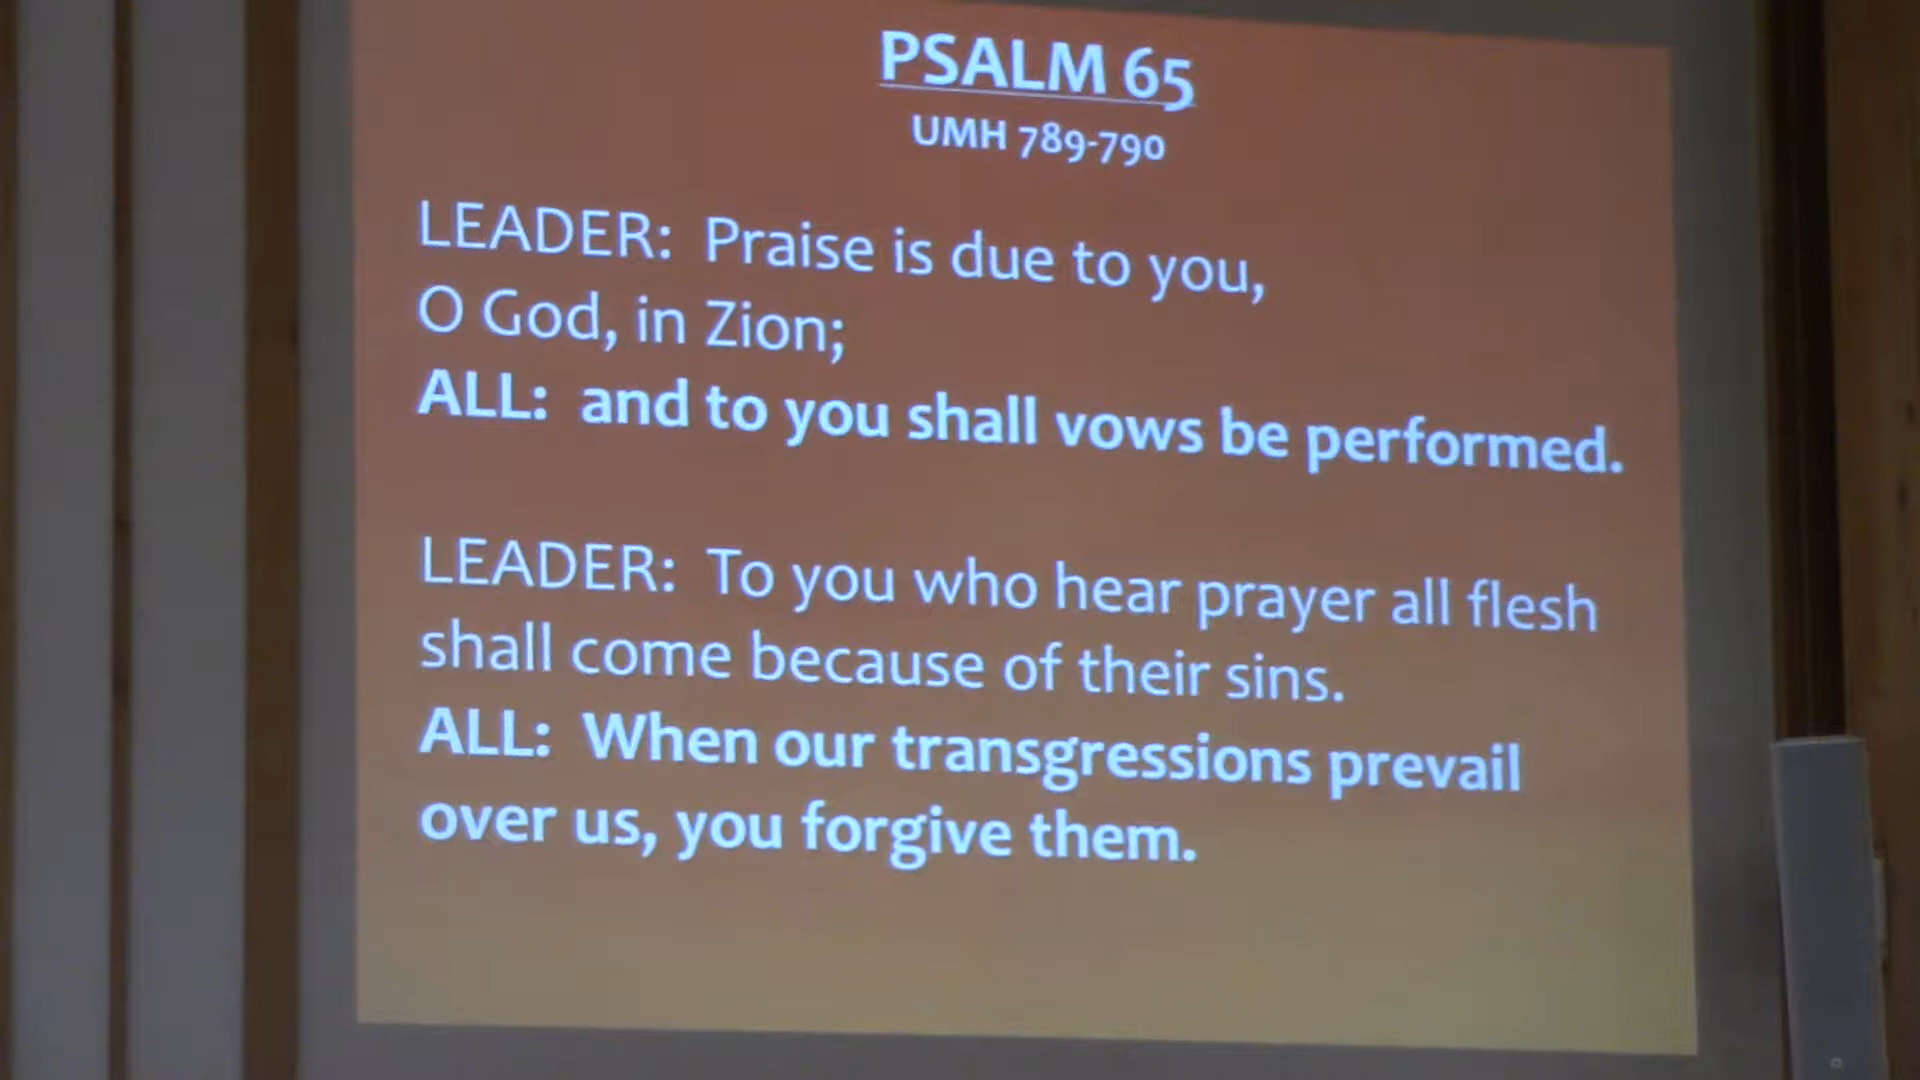 PSALM 65
UMH 789-790
LEADER: Praise is due to you,
O God, in Zion;
ALL: and to you shall vows be performed.
LEADER: To you who hear prayer all flesh
shall come because of their sins.
ALL: When our transgressions prevail
over us, you forgive them.